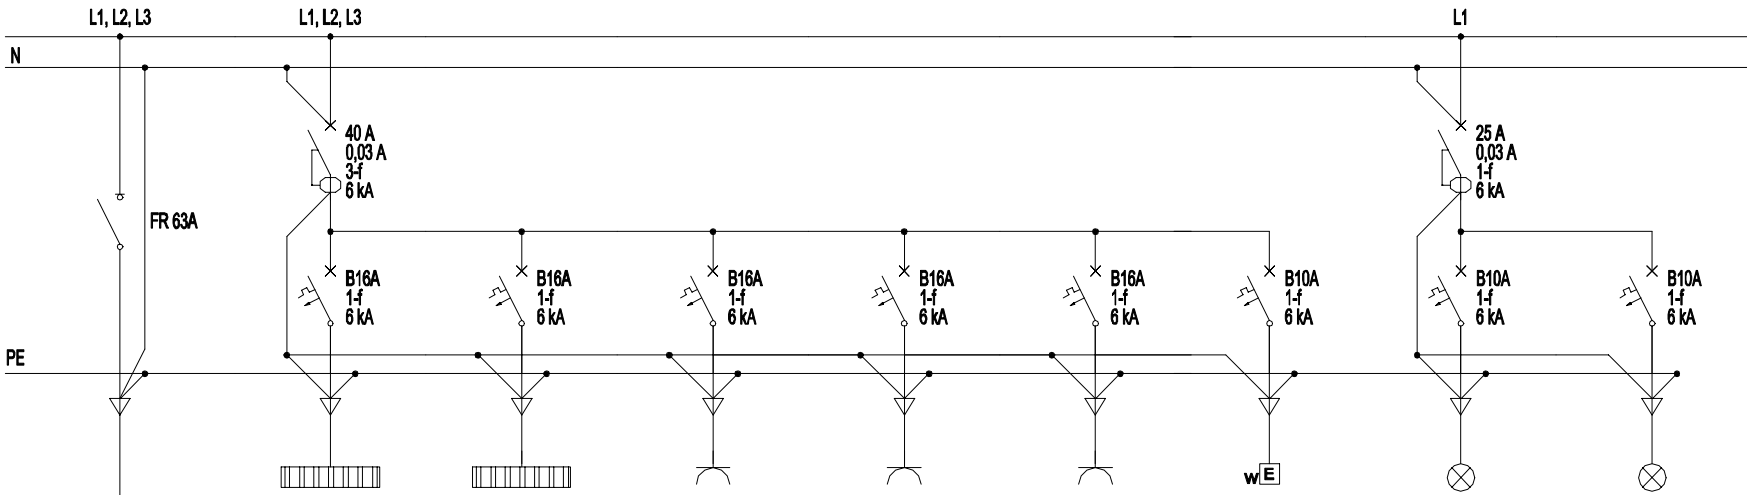 L1, L2, L3
L1, L2, L3
L1
N
40 A
0,03 A
3-f
6 kA
25 A
0,03 A
1-f
6 kA
FR 63A
B16A
1-f
6 kA
B16A
1-f
6 kA
B16A
1-f
6 kA
B16A
1-f
6 kA
B16A
1-f
6 kA
B10A
1-f
6 kA
B10A
1-f
6 kA
B10A
1-f
6 kA
PE
w E